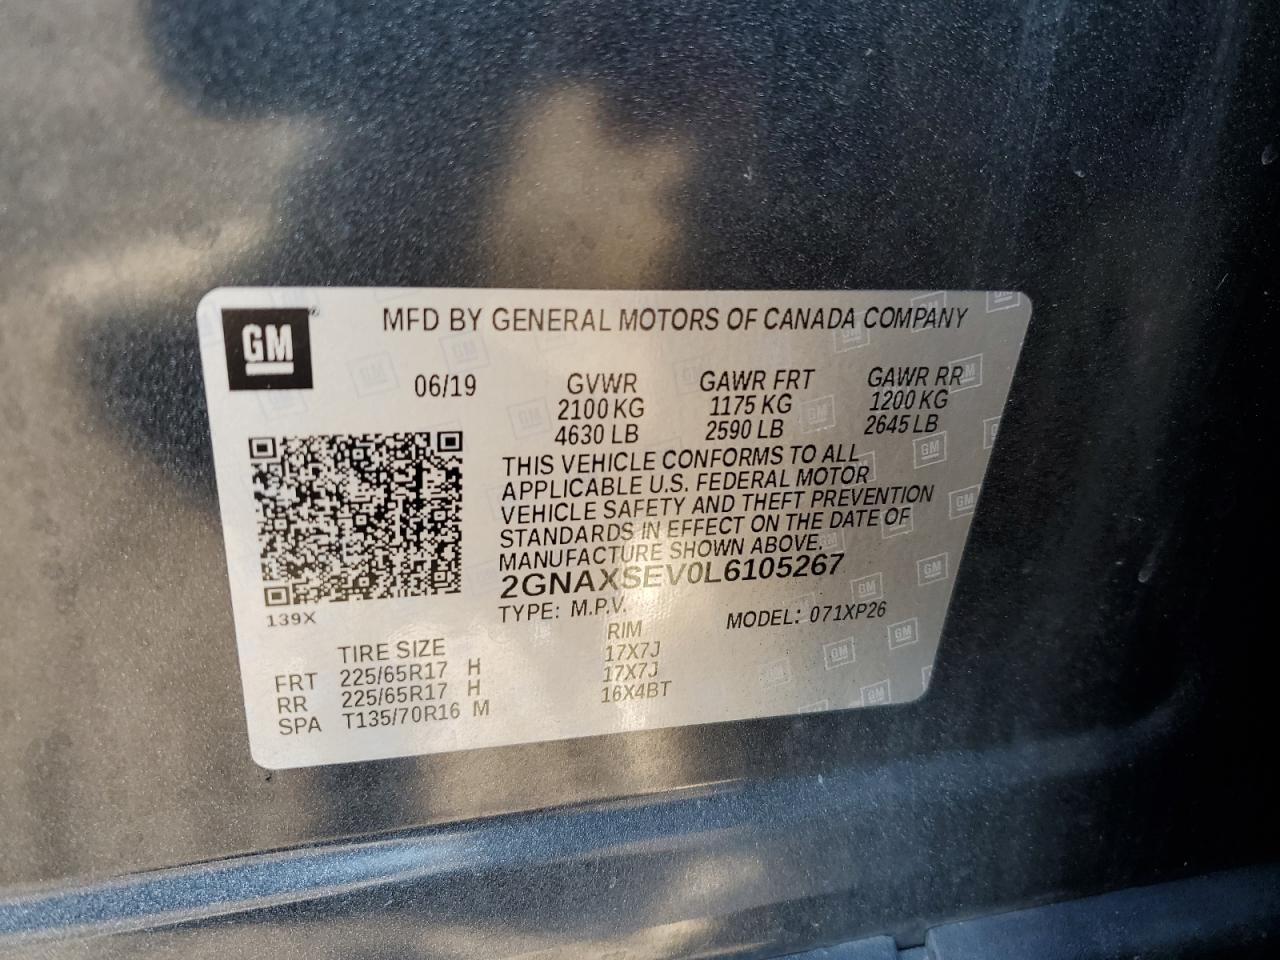 GM
MFD BY GENERAL MOTORS OF CANADA COMPANY
06/19 GVWR GAWR FRT GAWR RR
2100 KG 1175 KG 1200 KG
4630 LB 2590 LB 2645 LB
THIS VEHICLE CONFORMS TO ALL
APPLICABLE U.S. FEDERAL MOTOR
VEHICLE SAFETY AND THEFT PREVENTION
STANDARDS IN EFFECT ON THE DATE OF
MANUFACTURE SHOWN ABOVE.
2GNAXSEV0L6105267
139X
TYPE: M.P.V. MODEL: 071XP26
TIRE SIZE RIM
FRT 225/65R17 H 17X7J
RR 225/65R17 H 17X7J
SPA T135/70R16 M 16X4BT